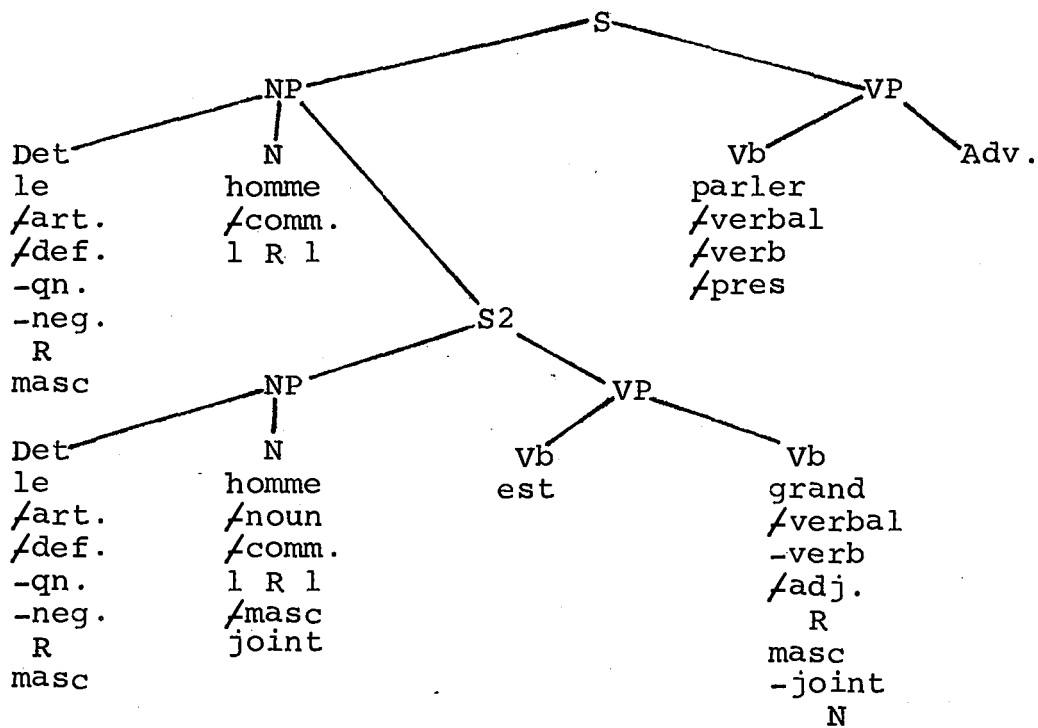 S
NP VP
Det N Vb Adv.
le homme parler
+art. +comm. +verbal
+def. 1 R 1 +verb
-qn. +pres
-neg.
S2
R
masc NP VP
Det N Vb Vb
le homme est grand
+art. +noun +verbal
+def. +comm. -verb
-qn. 1 R 1 +adj.
-neg. +masc R
R joint masc
masc -joint
N